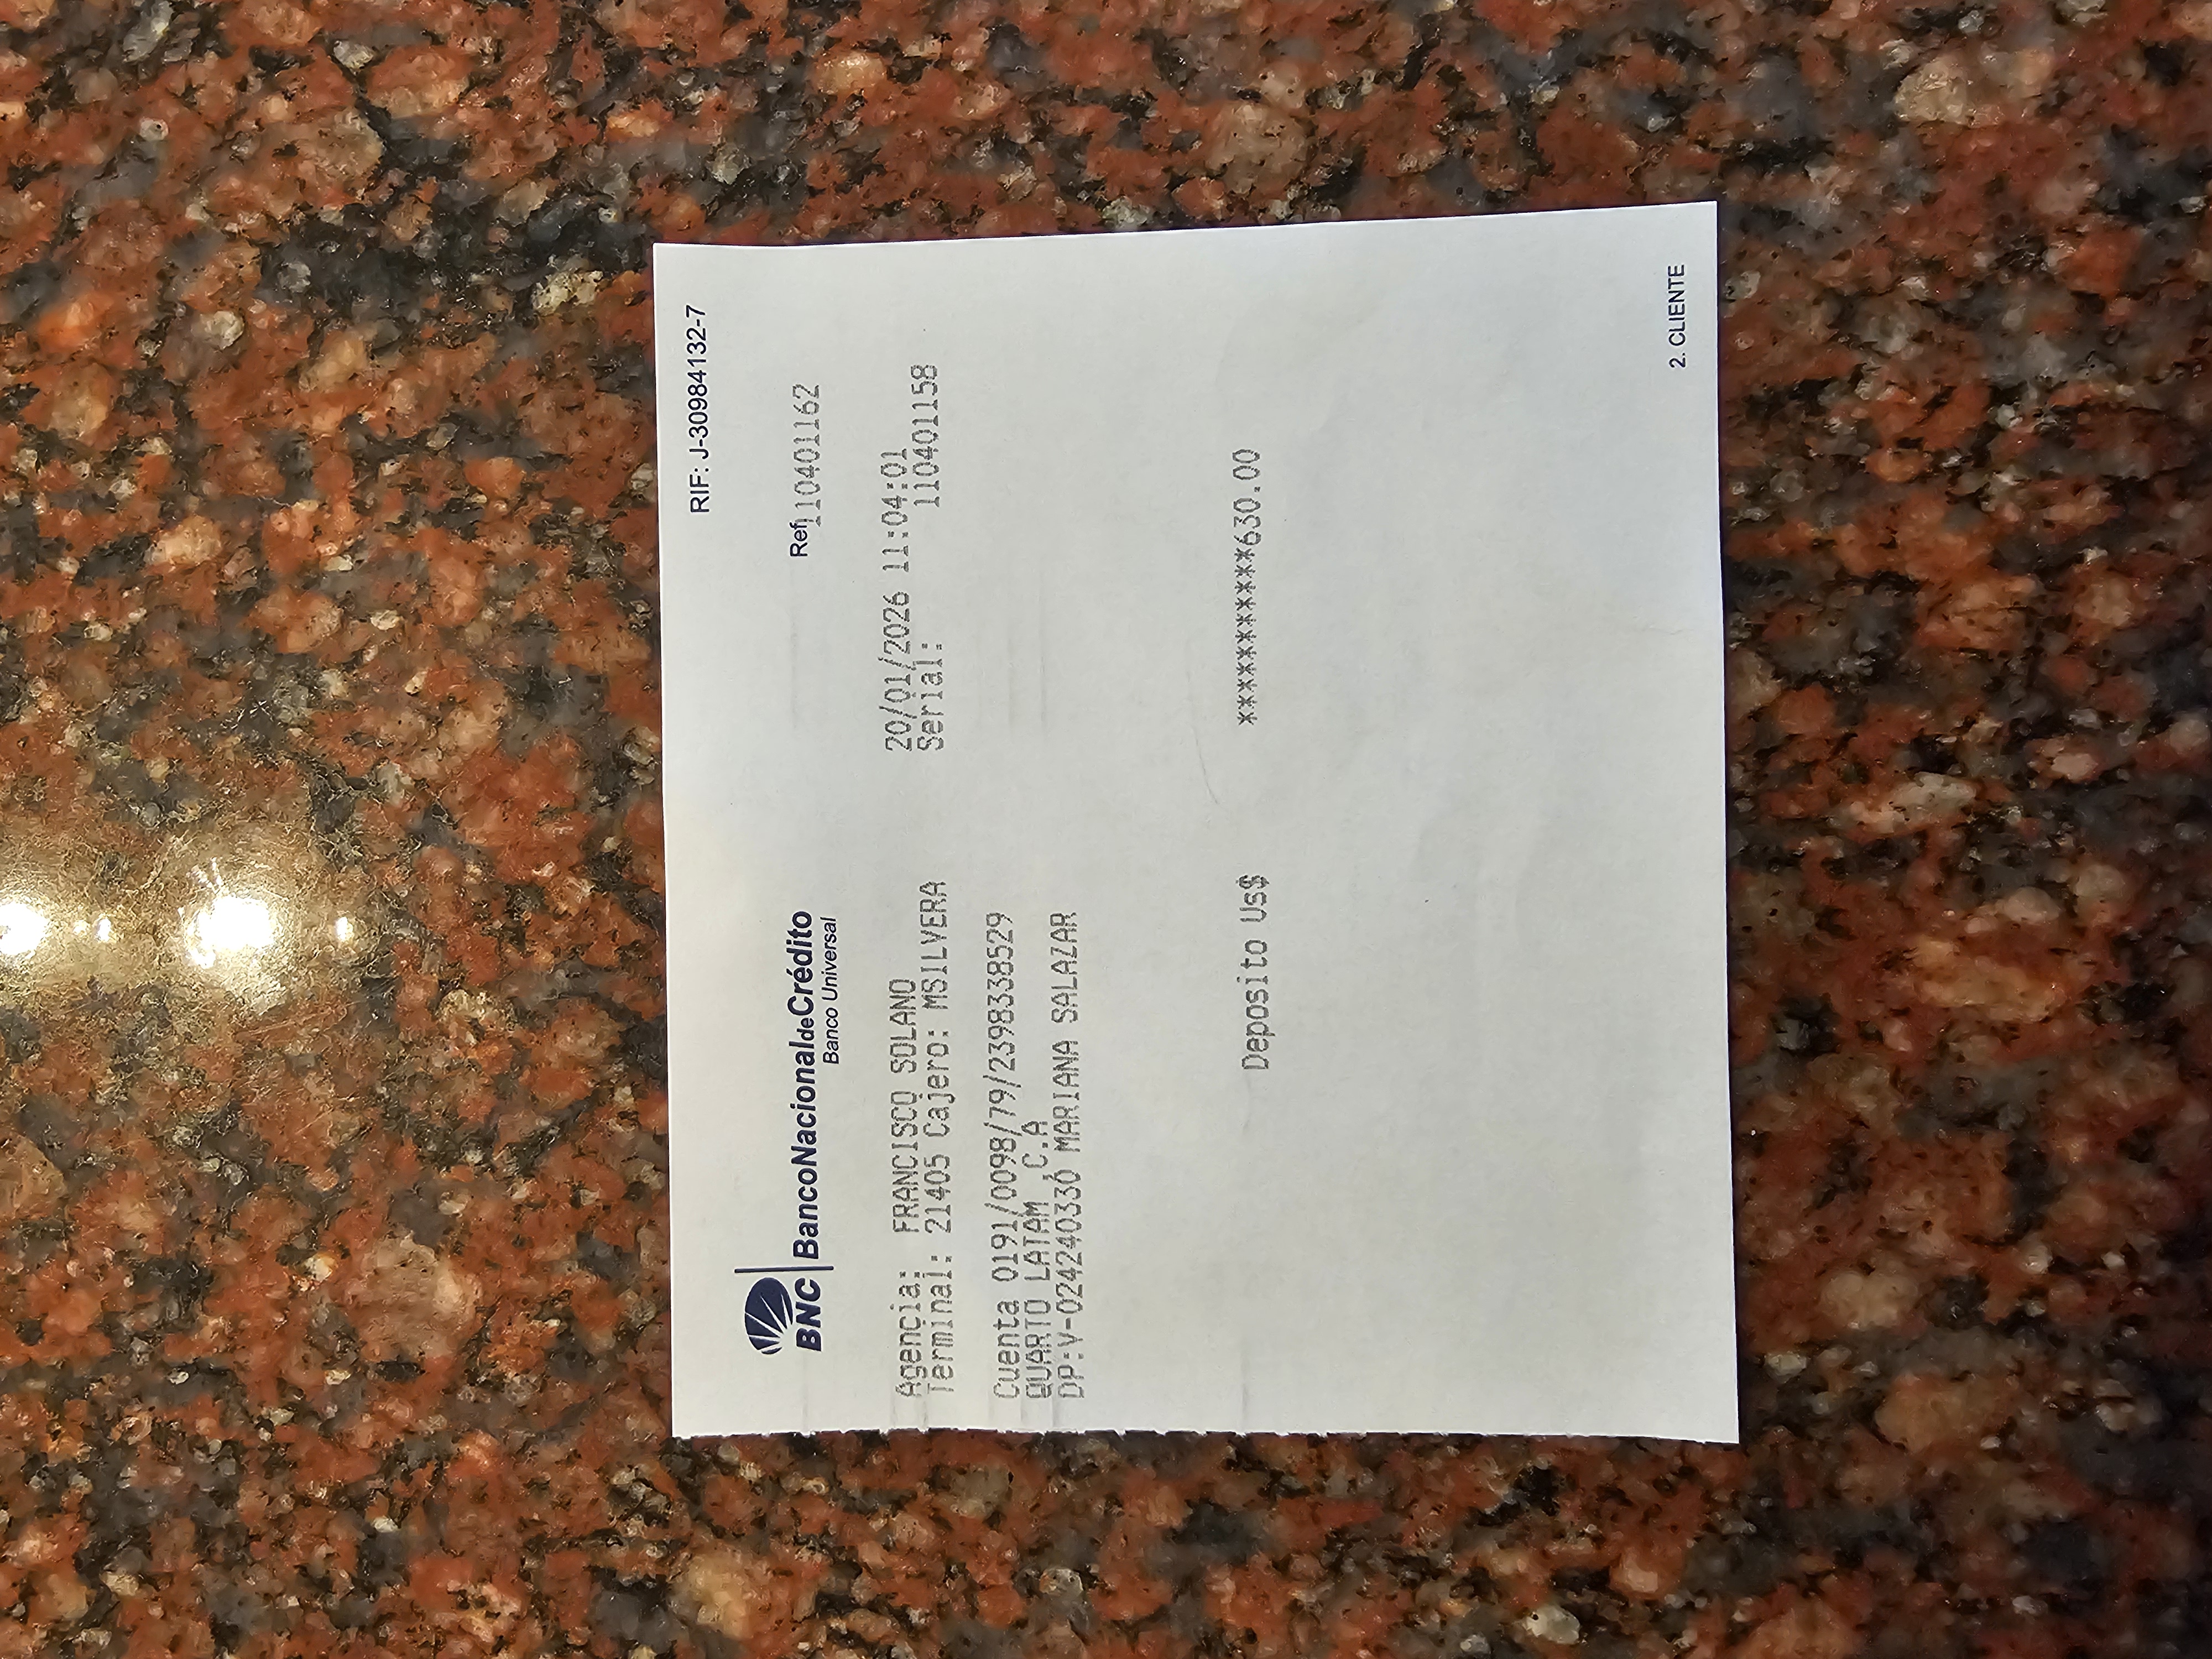 RIF: J-30984132-7
BNC BancoNacionaldeCrédito
Banco Universal
Ref 110401162
Agencia: FRANCISCO SOLANO 20/01/2026 11:04:01
Terminal: 21405 Cajero: MSILVERA Serial: 110401158
Cuenta 0191/0098/79/2398338529
QUARTO LATAM ,C.A
DP:V-024240330 MARIANA SALAZAR
Deposito Us$ ***********630.00
2. CLIENTE